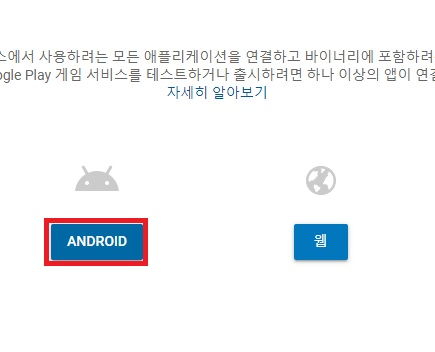 스에서 사용하려는 모든 애플리케이션을 연결하고 바이너리에 포함하려
ogle Play 게임 서비스를 테스트하거나 출시하려면 하나 이상의 앱이 연결
자세히 알아보기
ANDROID
웹